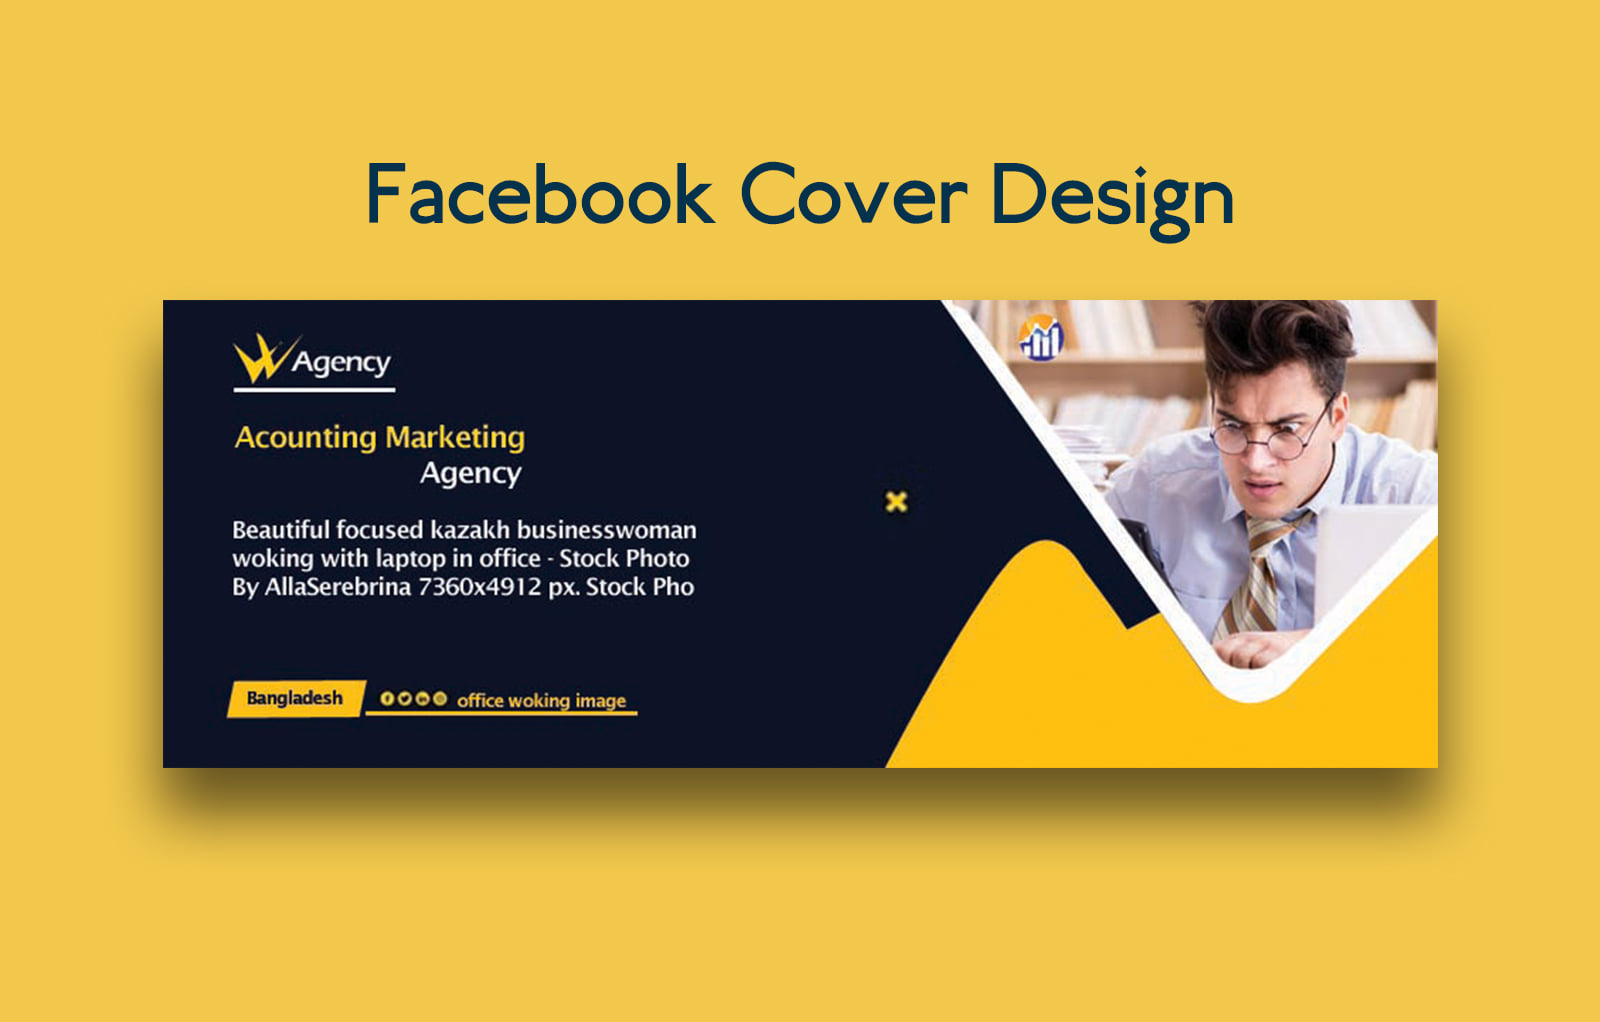 Facebook Cover Design
W Agency
Acounting Marketing
Agency
Beautiful focused kazakh businesswoman
woking with laptop in office - Stock Photo
By AllaSerebrina 7360x4912 px. Stock Pho
Bangladesh
office woking image